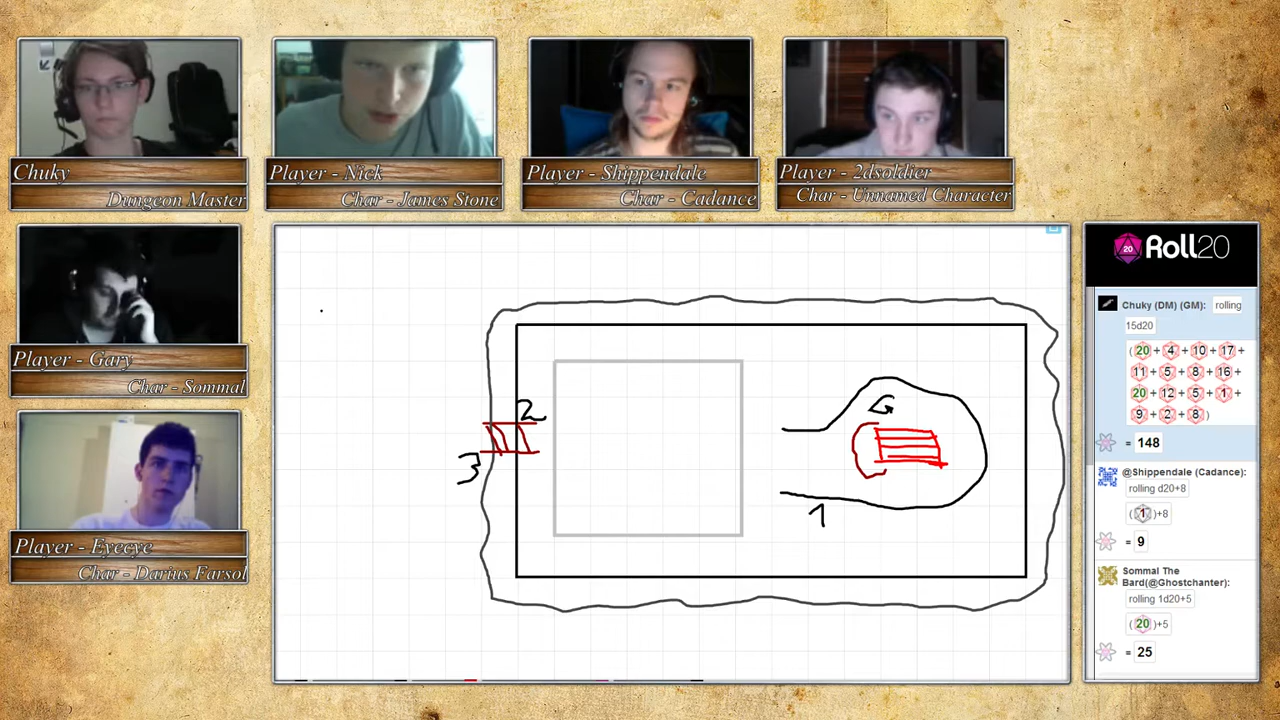 Chuky
Dungeon Master
Player - Nick
Char - James Stone
Player - Shippendale
Char - Cadance
Player - 2dsoldier
Char - Unnamed Character
Player - Gary
Char - Sommal
Player - Eyeeye
Char - Darius Farsol
2
3
G
1
20 Roll20
Chuky (DM) (GM): rolling
15d20
(20+4+10+17+
11+5+8+16+
20+12+5+1+
9+2+8)
= 148
@Shippendale (Cadance):
rolling d20+8
(1)+8
= 9
Sommal The
Bard(@Ghostchanter):
rolling 1d20+5
(20)+5
= 25